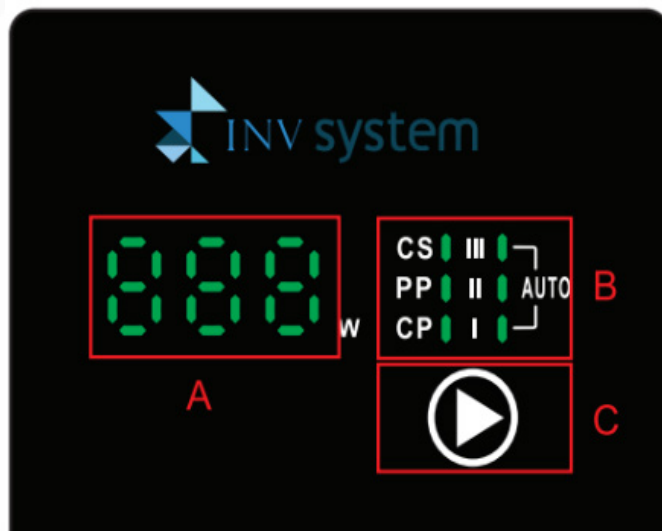 INV system
888
W
A
CS III
PP II AUTO
CP I
B
C